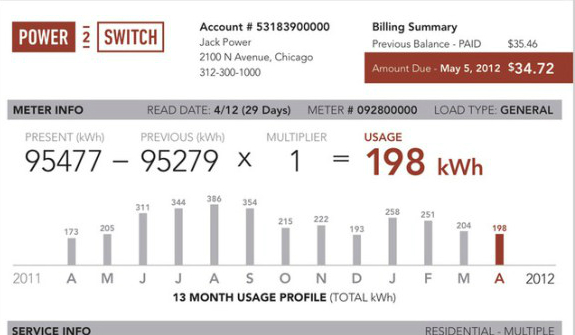 POWER 2 SWITCH
Account # 53183900000
Jack Power
2100 N Avenue, Chicago
312-300-1000
Billing Summary
Previous Balance - PAID $35.46
Amount Due - May 5, 2012 $34.72
METER INFO READ DATE: 4/12 (29 Days) METER # 092800000 LOAD TYPE: GENERAL
PRESENT (kWh) PREVIOUS (kWh) MULTIPLIER USAGE
95477 – 95279 x 1 = 198 kWh
173 205 311 344 386 354 215 222 193 258 251 204 198
2011 A M J J A S O N D J F M A 2012
13 MONTH USAGE PROFILE (TOTAL kWh)
SERVICE INFO RESIDENTIAL - MULTIPLE